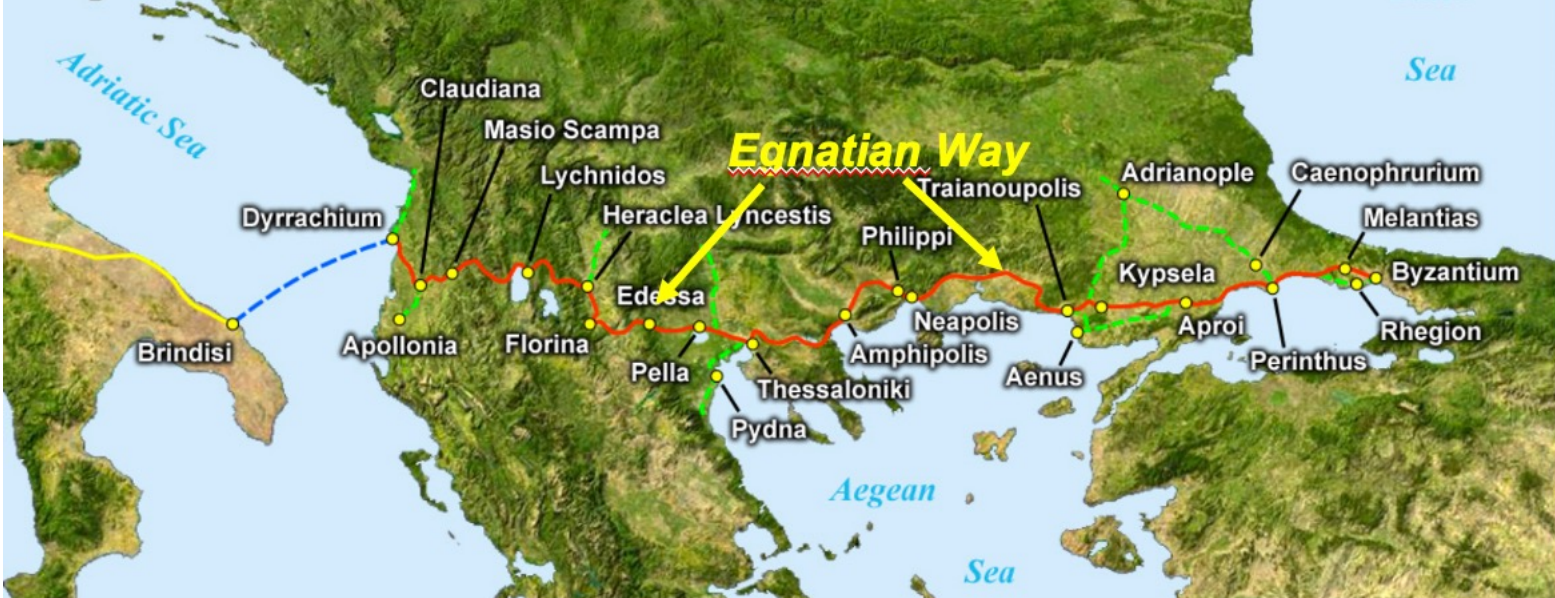 Adriatic Sea
Sea
Claudiana
Masio Scampa
Egnatian Way
Lychnidos
Traianoupolis
Adrianople
Caenophrurium
Dyrrachium
Heraclea Lyncestis
Melantias
Philippi
Kypsela
Byzantium
Edessa
Neapolis
Aproi
Rhegion
Brindisi
Apollonia
Florina
Amphipolis
Perinthus
Pella
Aenus
Thessaloniki
Pydna
Aegean
Sea